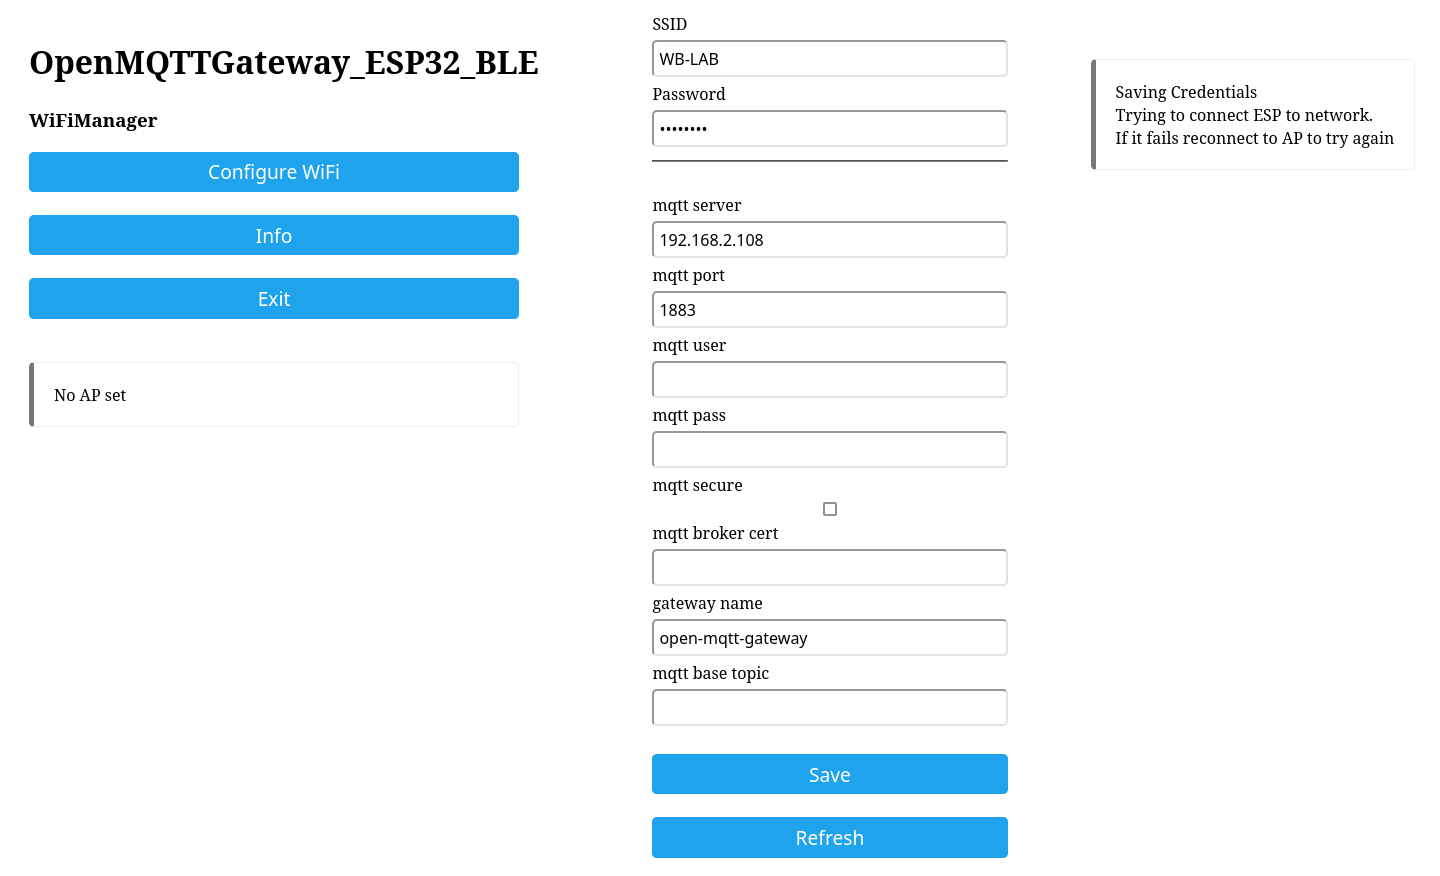 OpenMQTTGateway_ESP32_BLE
WiFiManager
Configure WiFi
Info
Exit
No AP set
SSID
WB-LAB
Password
••••••••
mqtt server
192.168.2.108
mqtt port
1883
mqtt user
mqtt pass
mqtt secure
mqtt broker cert
gateway name
open-mqtt-gateway
mqtt base topic
Save
Refresh
Saving Credentials
Trying to connect ESP to network.
If it fails reconnect to AP to try again